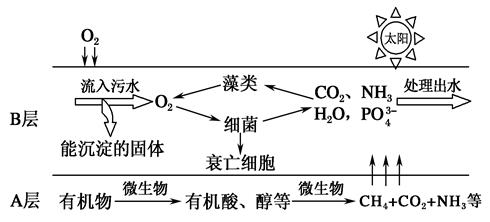 O₂
太阳
流入污水
O₂
藻类
CO₂、NH₃
H₂O，PO₄³⁻
处理出水
B层
细菌
能沉淀的固体
衰亡细胞
A层
有机物
微生物
有机酸、醇等
微生物
CH₄+CO₂+NH₃等